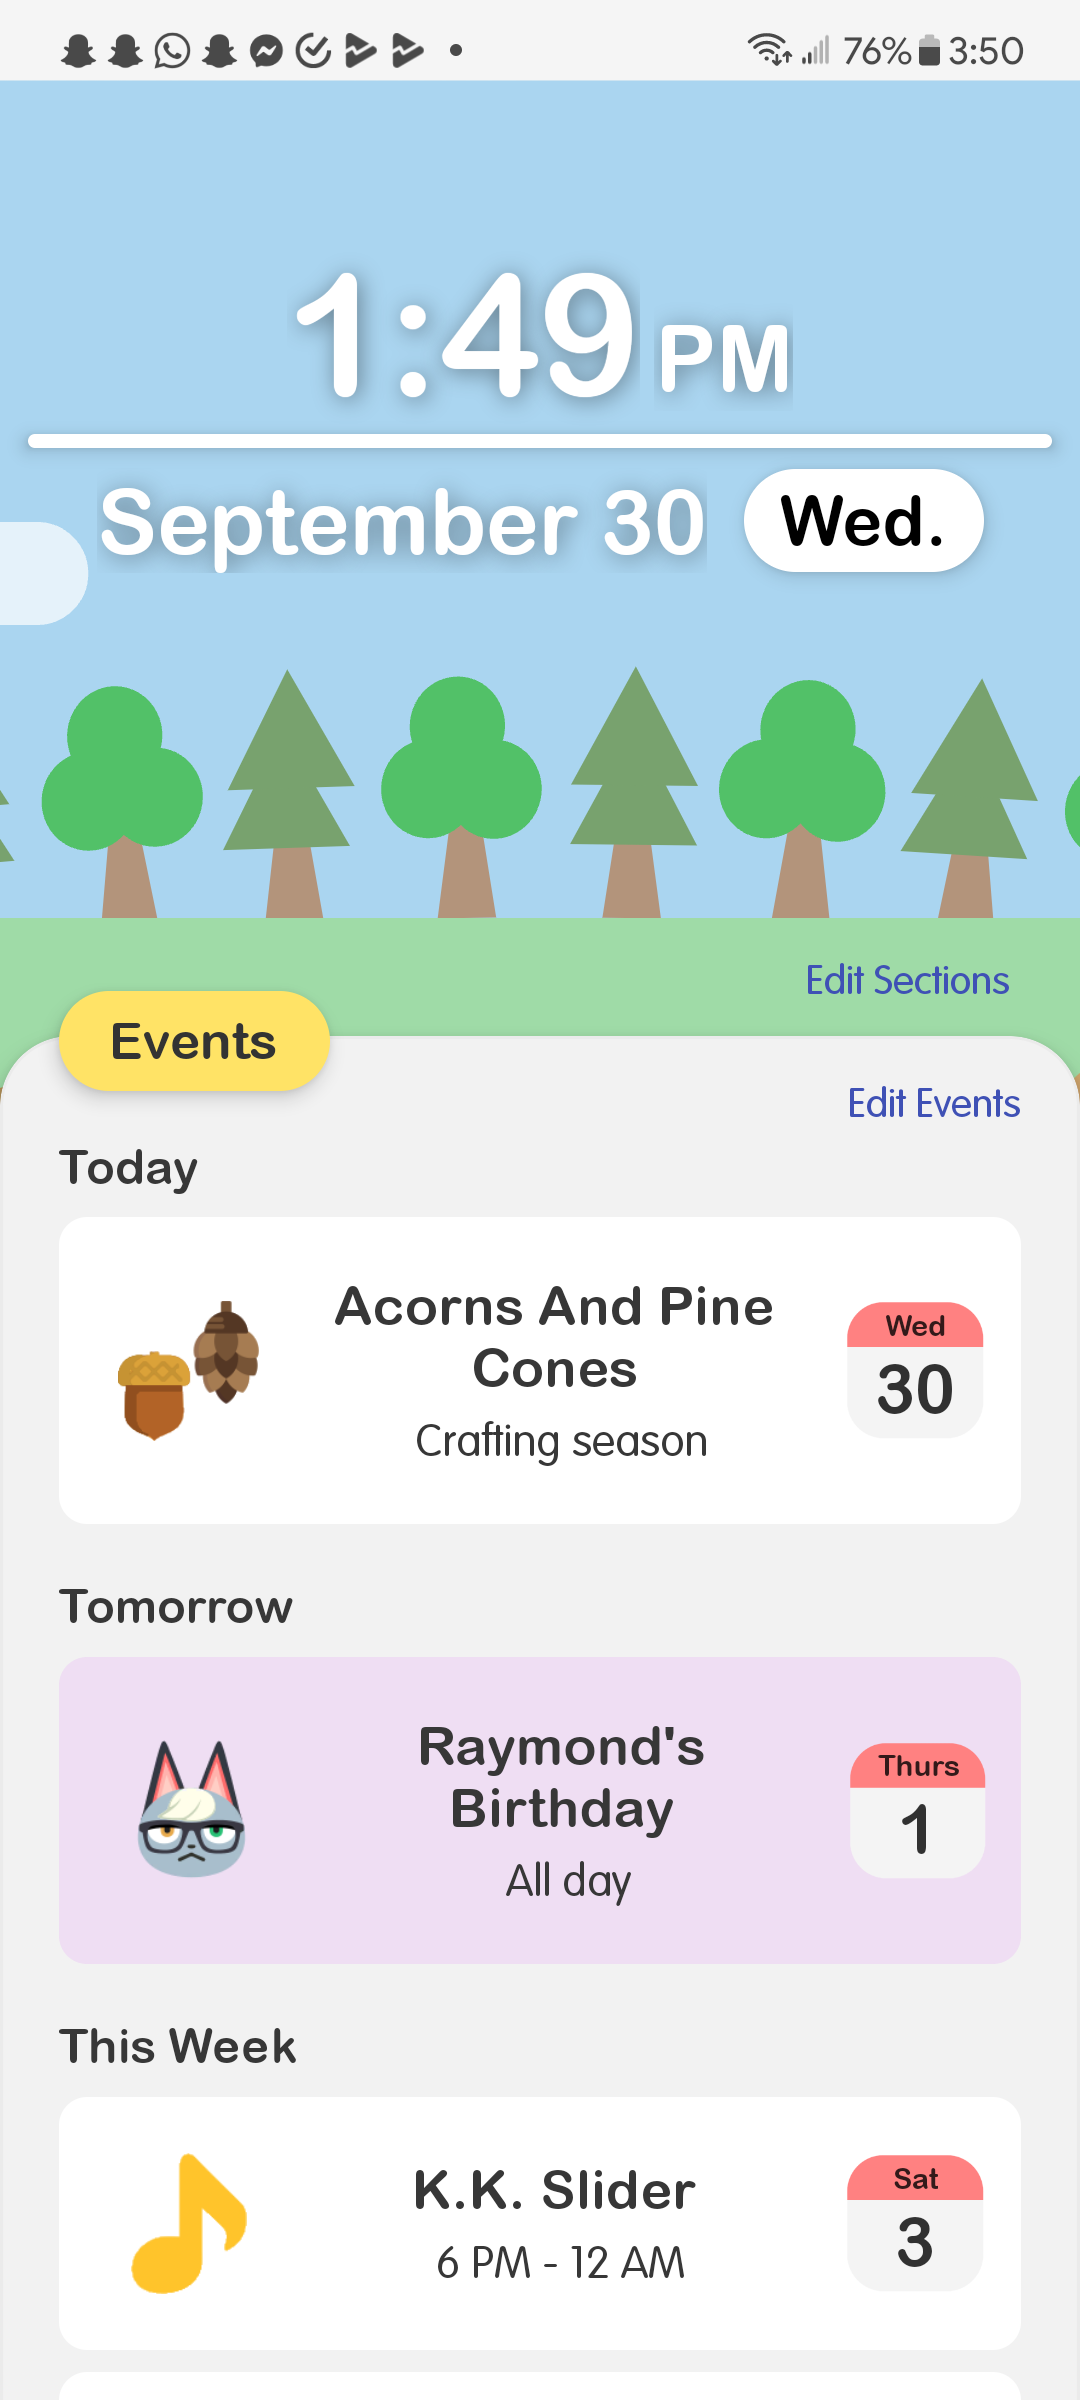 76% 3:50
1:49 PM
September 30 Wed.
Edit Sections
Events
Edit Events
Today
Acorns And Pine
Cones
Crafting season
Wed
30
Tomorrow
Raymond's
Birthday
All day
Thurs
1
This Week
K.K. Slider
6 PM - 12 AM
Sat
3